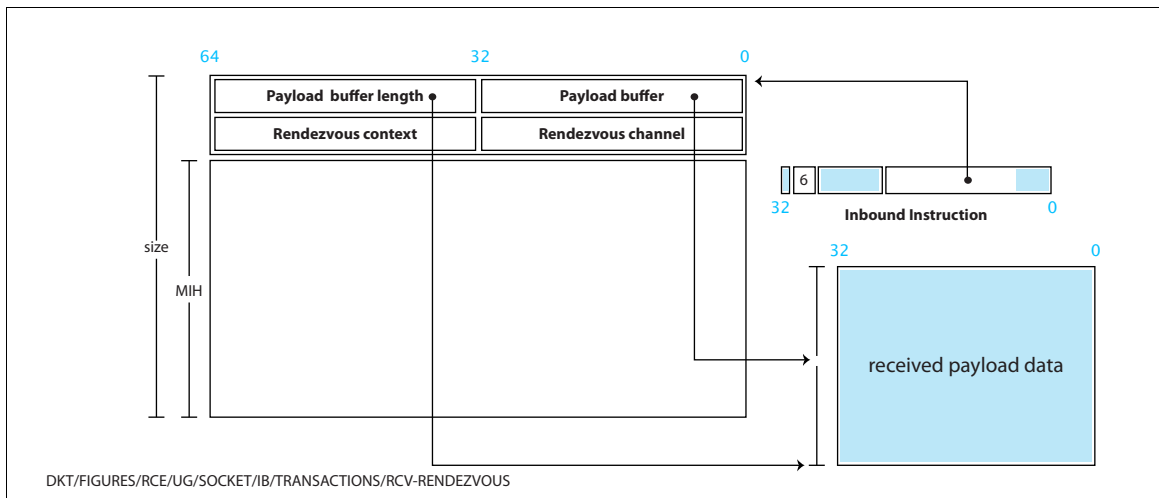 64 32 0
Payload buffer length Payload buffer
Rendezvous context Rendezvous channel
6
32 0
Inbound Instruction
size
MIH
32 0
received payload data
DKT/FIGURES/RCE/UG/SOCKET/IB/TRANSACTIONS/RCV-RENDEZVOUS